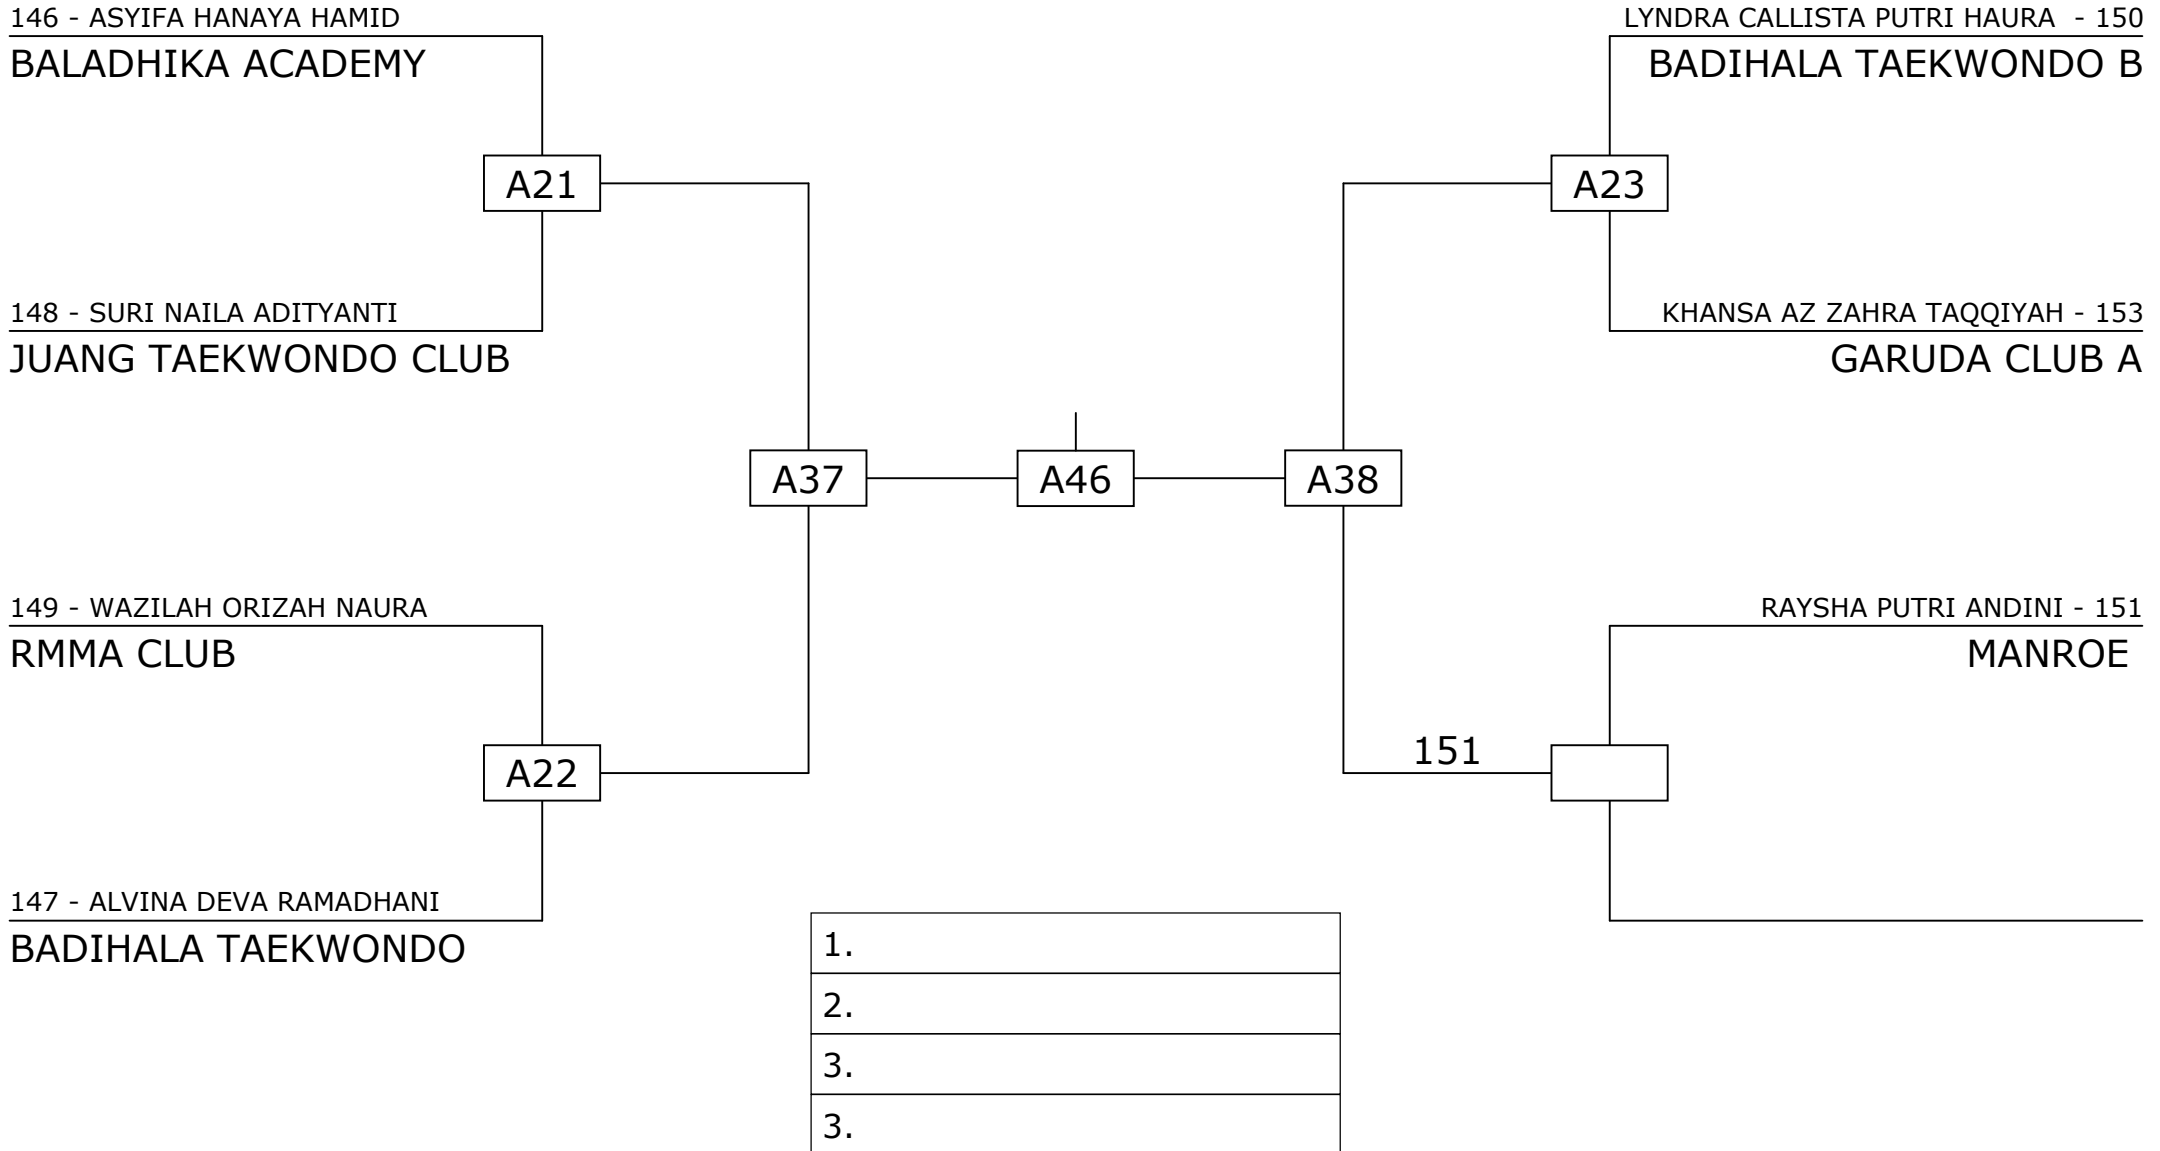 146 - ASYIFA HANAYA HAMID
BALADHIKA ACADEMY
A21
148 - SURI NAILA ADITYANTI
JUANG TAEKWONDO CLUB
149 - WAZILAH ORIZAH NAURA
RMMA CLUB
A22
147 - ALVINA DEVA RAMADHANI
BADIHALA TAEKWONDO
A37
A46
A38
LYNDRA CALLISTA PUTRI HAURA  - 150
BADIHALA TAEKWONDO B
A23
KHANSA AZ ZAHRA TAQQIYAH - 153
GARUDA CLUB A
RAYSHA PUTRI ANDINI - 151
MANROE
151
1.
2.
3.
3.